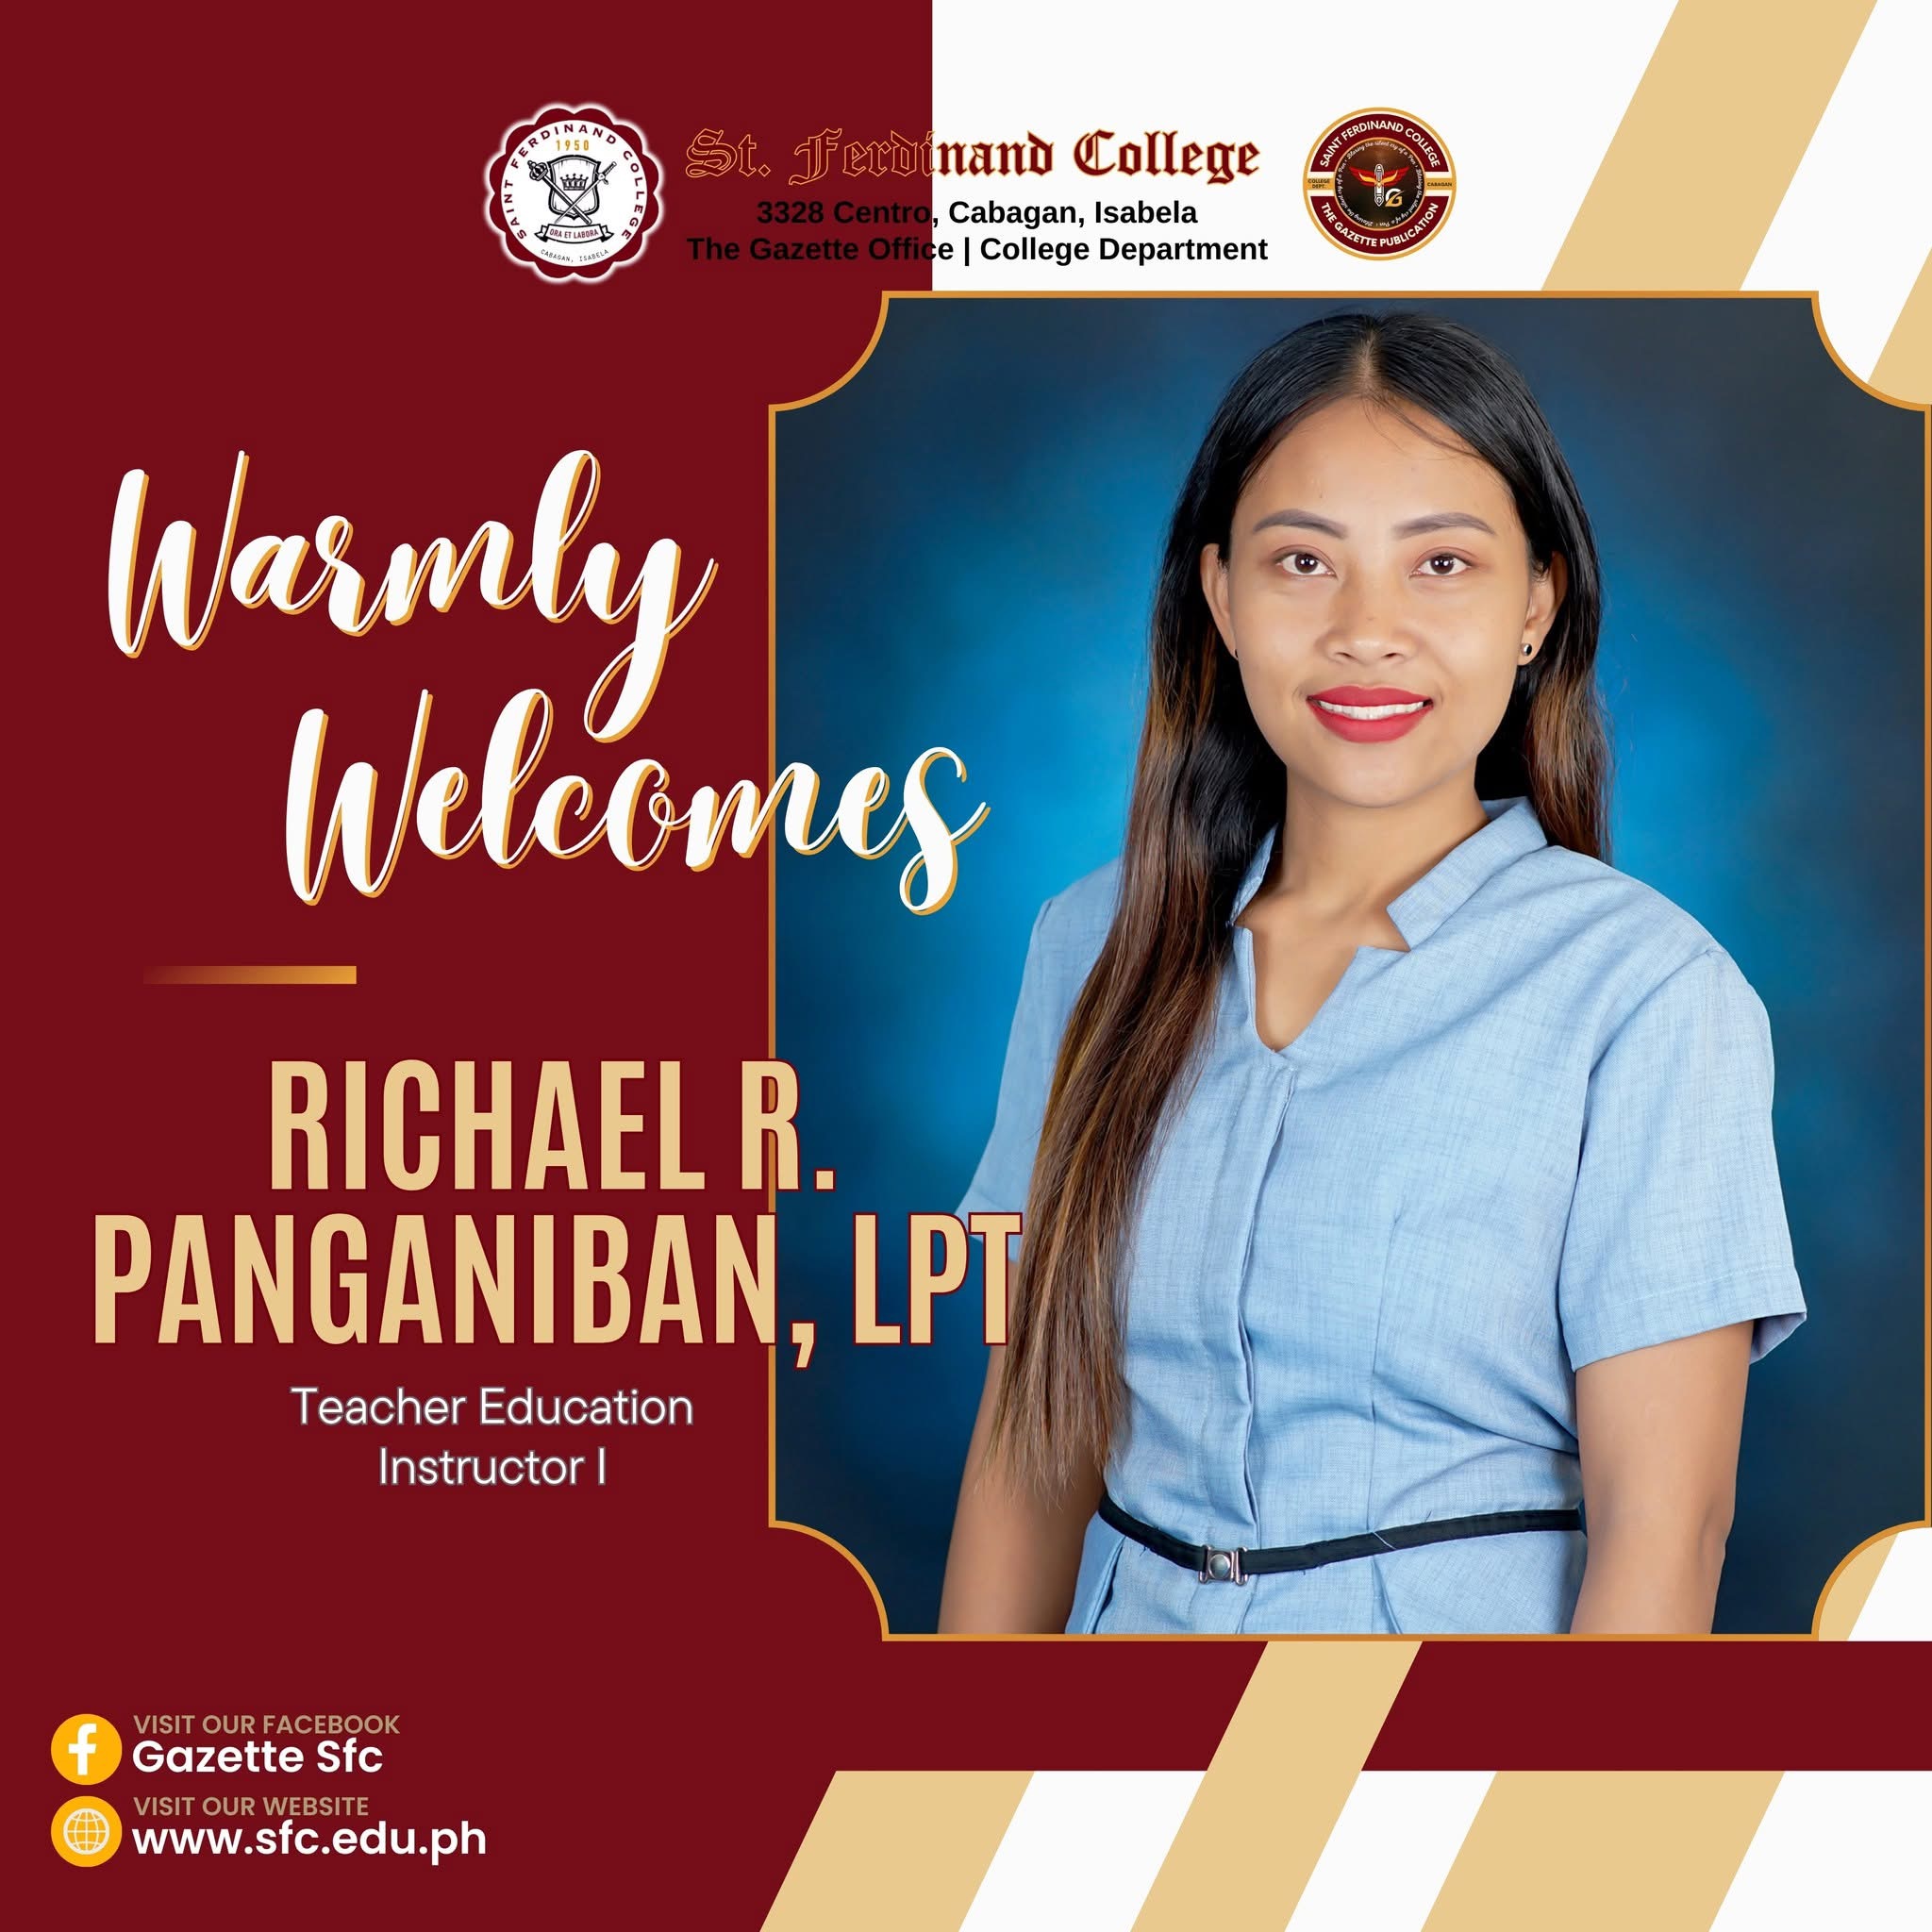 SAINT FERDINAND COLLEGE
1950
ORA ET LABORA
CABAGAN, ISABELA
St. Ferdinand College
3328 Centro, Cabagan, Isabela
The Gazette Office | College Department
SAINT FERDINAND COLLEGE
COLLEGE DEPT.
CABAGAN
G
THE GAZETTE PUBLICATION
Warmly
Welcomes
RICHAEL R.
PANGANIBAN, LPT
Teacher Education
Instructor I
VISIT OUR FACEBOOK
Gazette Sfc
VISIT OUR WEBSITE
www.sfc.edu.ph